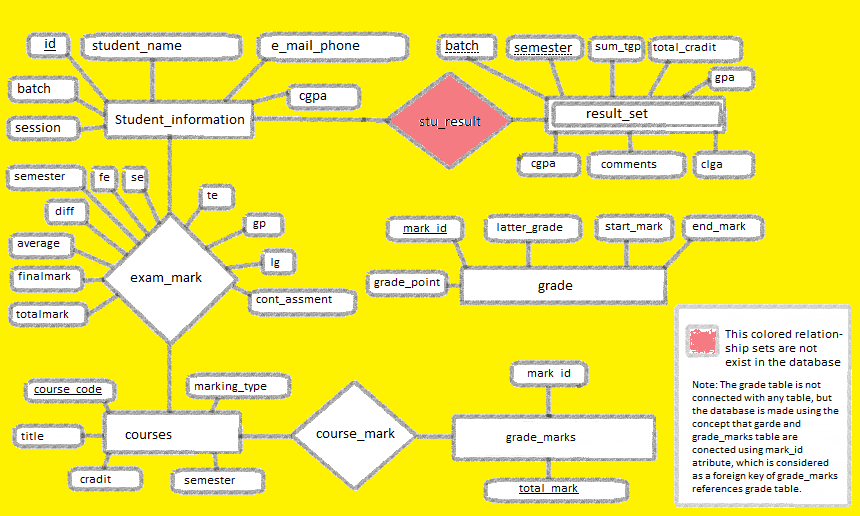 id
student_name
e_mail_phone
batch
session
cgpa
Student_information
stu_result
batch
semester
sum_tgp
total_cradit
gpa
result_set
cgpa
comments
clga
semester
fe
se
te
diff
gp
average
lg
finalmark
cont_assment
totalmark
exam_mark
mark_id
latter_grade
start_mark
end_mark
grade_point
grade
course_code
marking_type
title
courses
cradit
semester
course_mark
mark_id
grade_marks
total_mark
This colored relation-
ship sets are not
exist in the database
Note: The grade table is not
connected with any table, but
the database is made using the
concept that garde and
grade_marks table are
conected using mark_id
atribute, which is considered
as a foreign key of grade_marks
references grade table.